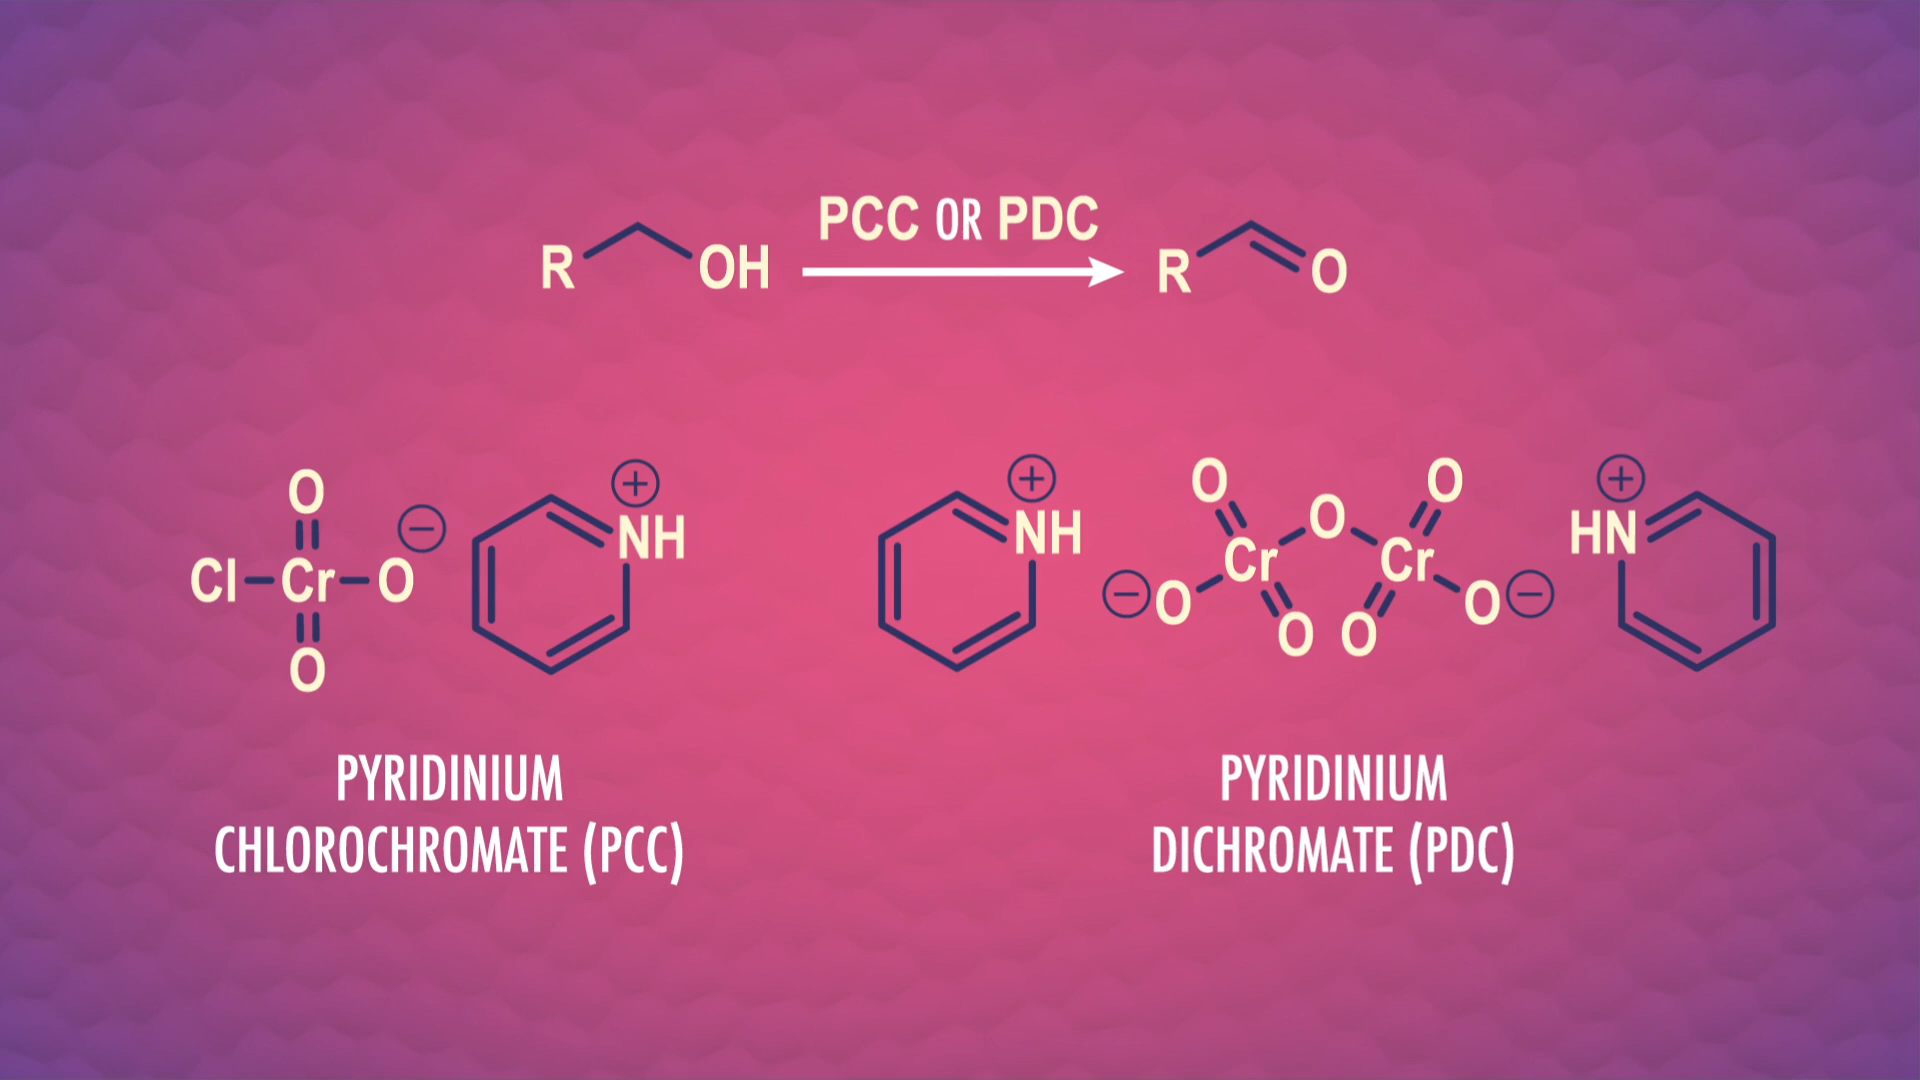 PCC OR PDC
R OH R O
O O O
Cl Cr O NH NH O Cr O Cr O HN
O O O
PYRIDINIUM
CHLOROCHROMATE (PCC)
PYRIDINIUM
DICHROMATE (PDC)